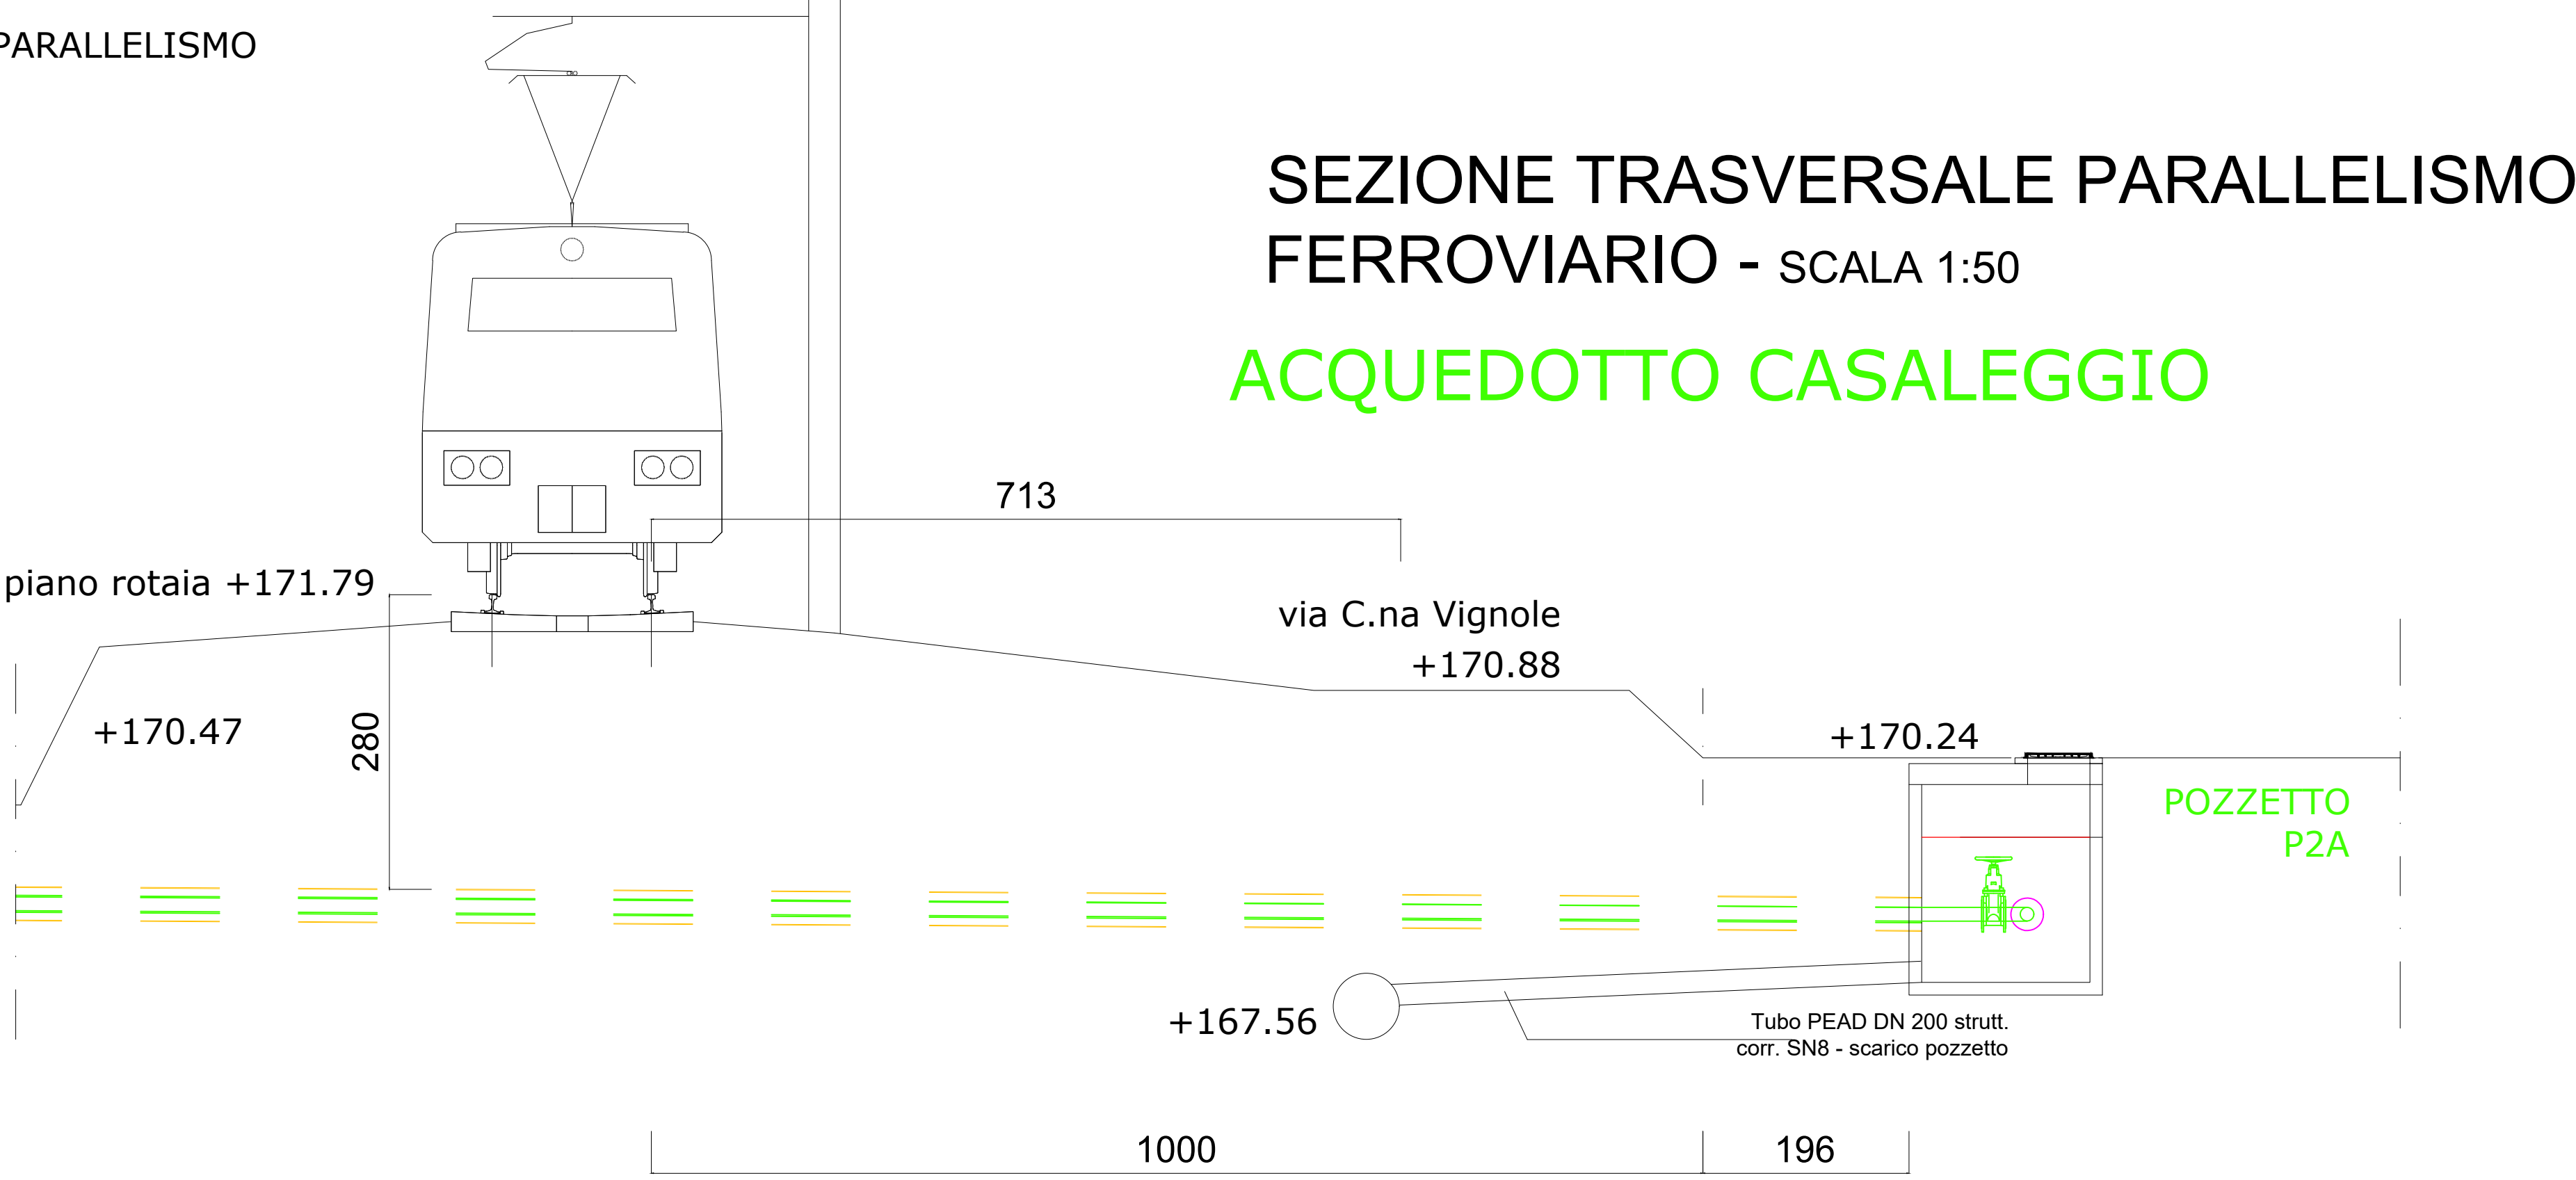 PARALLELISMO
SEZIONE TRASVERSALE PARALLELISMO
FERROVIARIO - SCALA 1:50
ACQUEDOTTO CASALEGGIO
713
piano rotaia +171.79
via C.na Vignole
+170.88
+170.47
280
+170.24
POZZETTO
P2A
+167.56
Tubo PEAD DN 200 strutt.
corr. SN8 - scarico pozzetto
1000
196